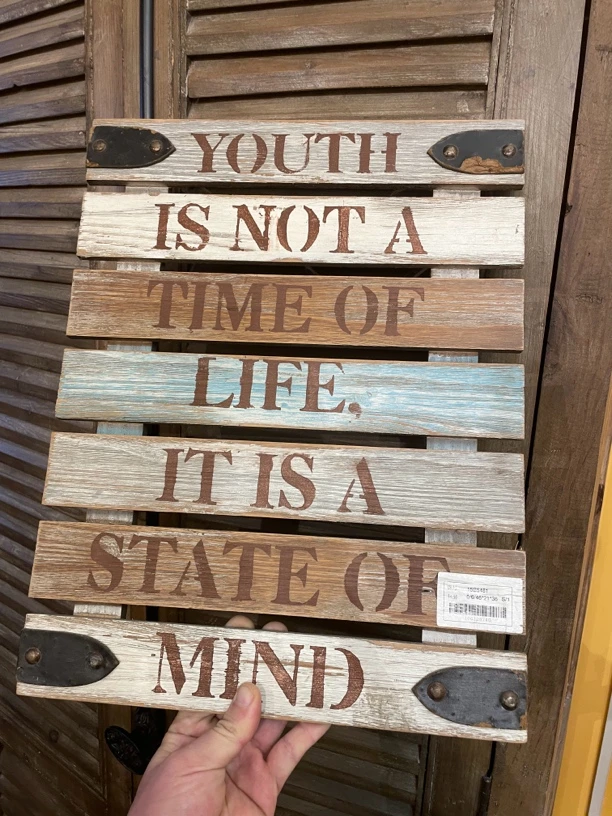 YOUTH
IS NOT A
TIME OF
LIFE.
IT IS A
STATE OF
MIND